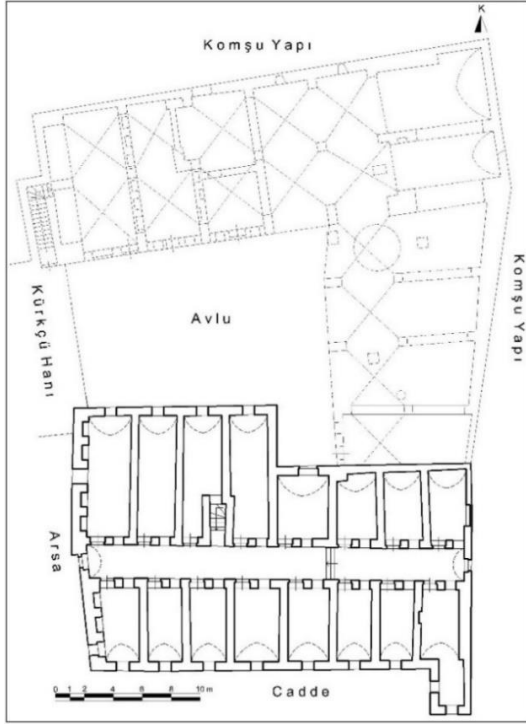 K
Komşu Yapı
Komşu Yapı
Kürkçü Hanı
Avlu
Arsa
0 1 2 4 6 8 10 m
Cadde